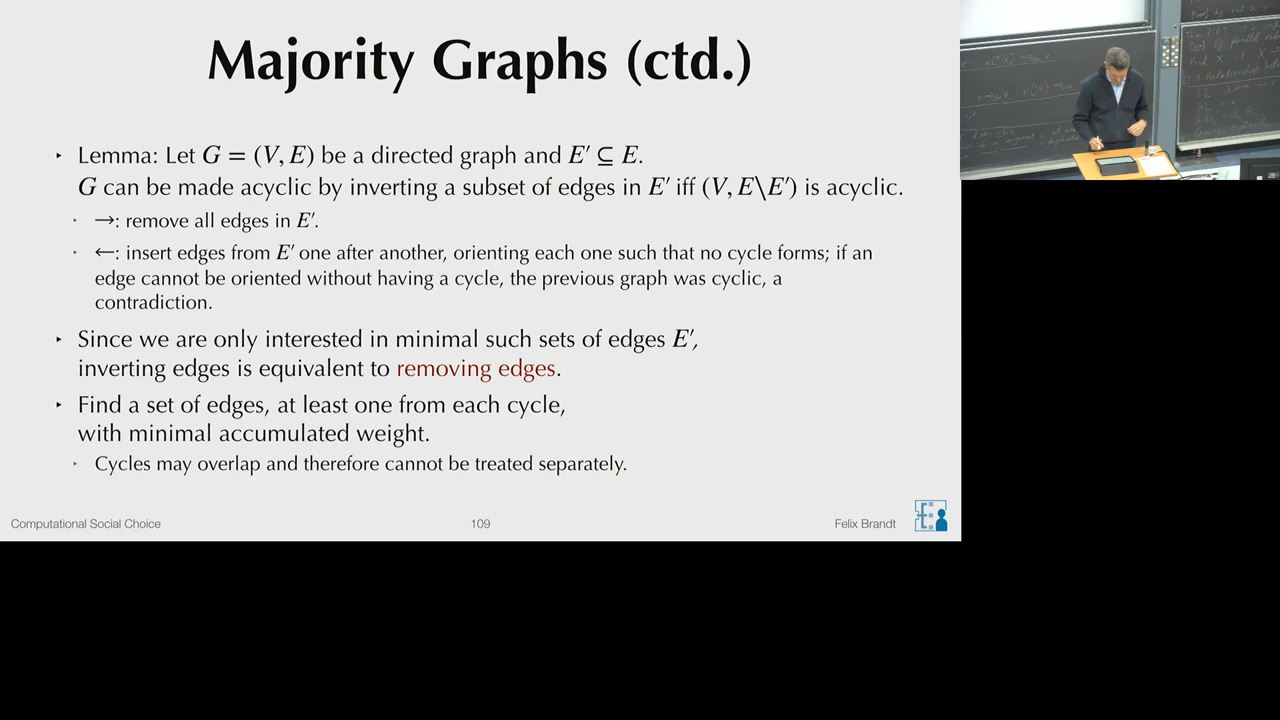 Majority Graphs (ctd.)
‣ Lemma: Let G = (V, E) be a directed graph and E′ ⊆ E.
G can be made acyclic by inverting a subset of edges in E′ iff (V, E\E′) is acyclic.
‣ →: remove all edges in E′.
‣ ←: insert edges from E′ one after another, orienting each one such that no cycle forms; if an
edge cannot be oriented without having a cycle, the previous graph was cyclic, a
contradiction.
‣ Since we are only interested in minimal such sets of edges E′,
inverting edges is equivalent to removing edges.
‣ Find a set of edges, at least one from each cycle,
with minimal accumulated weight.
‣ Cycles may overlap and therefore cannot be treated separately.
Computational Social Choice
109
Felix Brandt